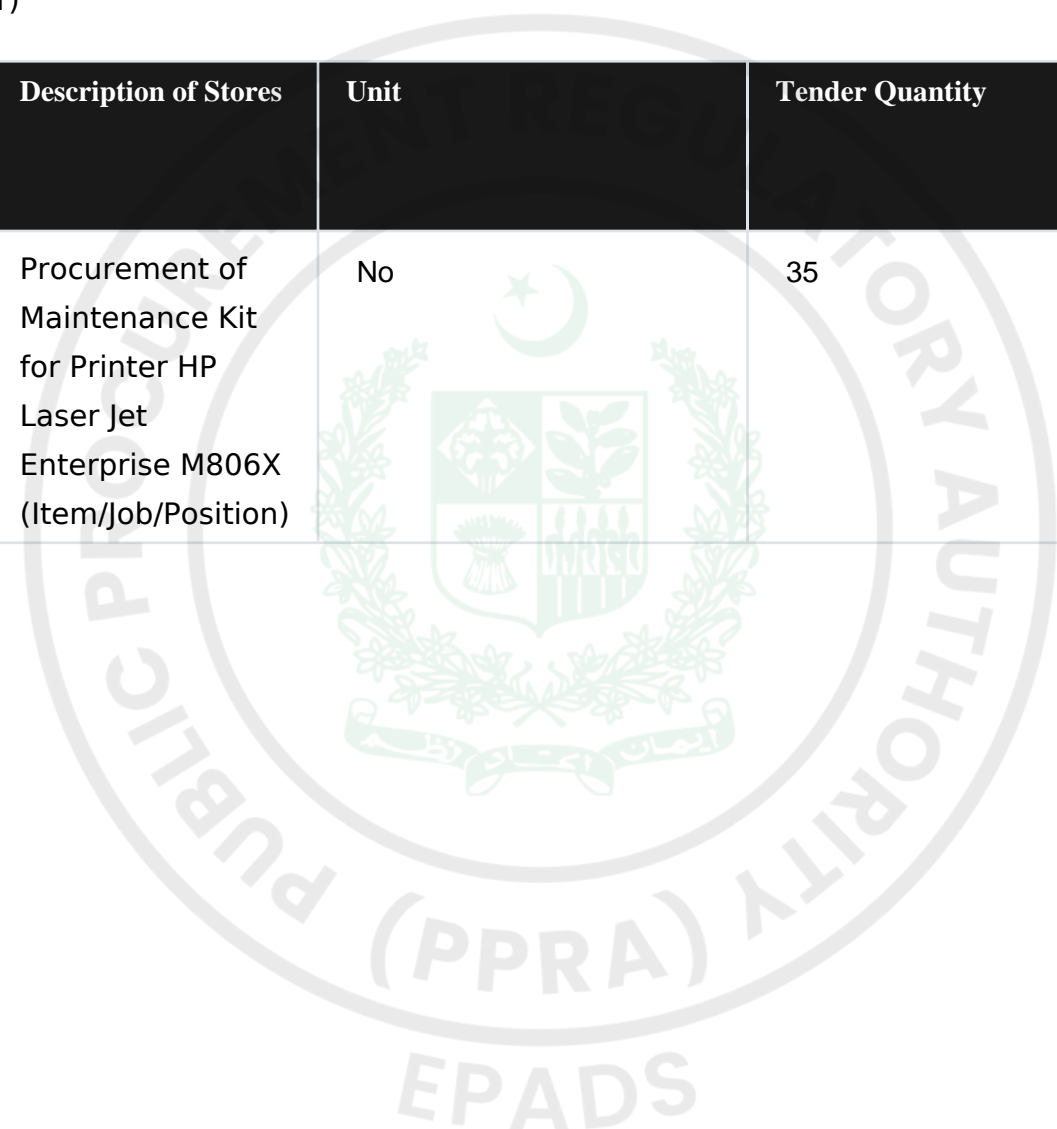 Description of Stores Unit Tender Quantity
Procurement of No 35
Maintenance Kit
for Printer HP
Laser Jet
Enterprise M806X
(Item/Job/Position)
PUBLIC PROCUREMENT REGULATORY AUTHORITY
(PPRA)
EPADS